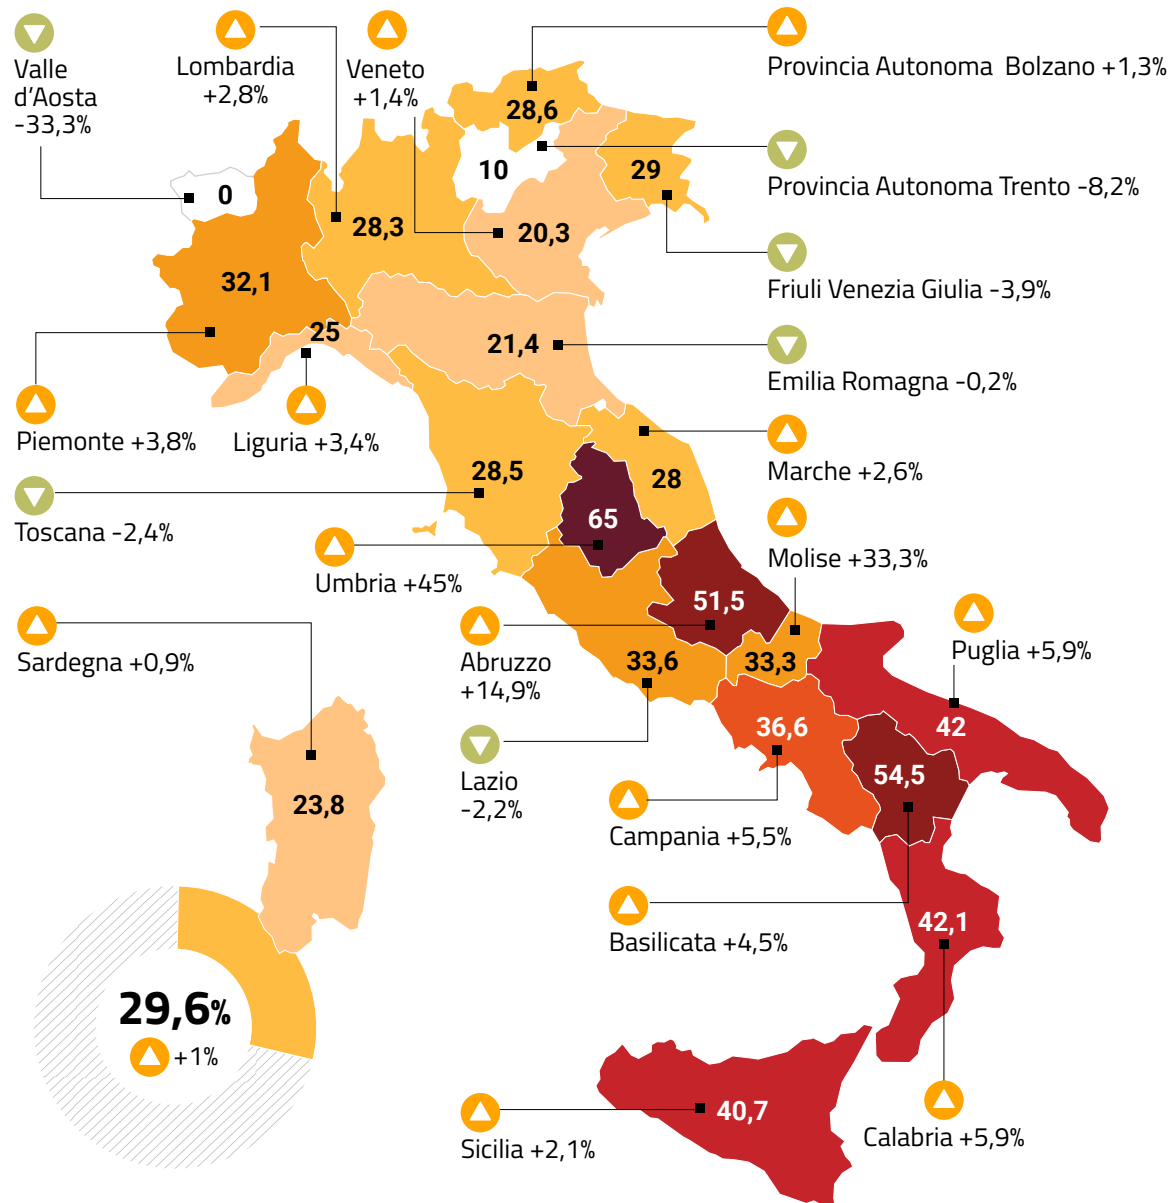 Valle
d'Aosta
-33,3%
Lombardia
+2,8%
Veneto
+1,4%
Provincia Autonoma  Bolzano +1,3%
28,6
Provincia Autonoma Trento -8,2%
10
29
0
28,3
20,3
Friuli Venezia Giulia -3,9%
32,1
25
21,4
Emilia Romagna -0,2%
Piemonte +3,8%
Liguria +3,4%
Marche +2,6%
28,5
28
Toscana -2,4%
65
Molise +33,3%
Umbria +45%
51,5
Sardegna +0,9%
Abruzzo
+14,9%
33,6
33,3
Puglia +5,9%
36,6
42
Lazio
-2,2%
54,5
23,8
Campania +5,5%
42,1
Basilicata +4,5%
29,6%
+1%
40,7
Sicilia +2,1%
Calabria +5,9%